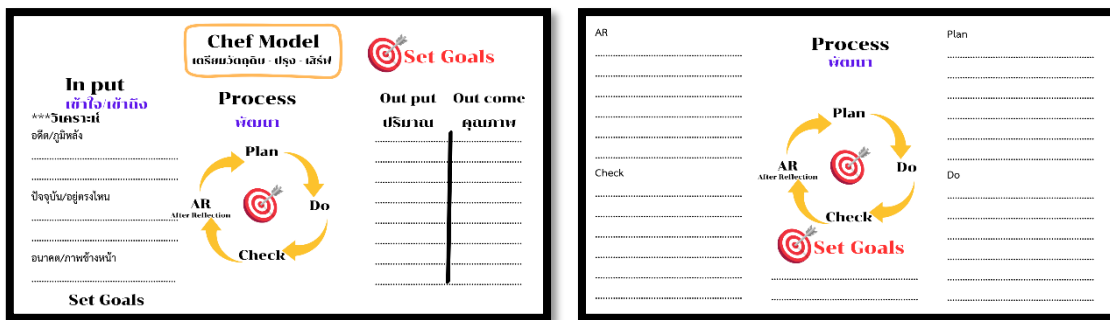 Chef Model
เตรียมวัตถุดิบ - ปรุง - เสิร์ฟ
Set Goals
In put
เข้าใจ/เข้าถึง
***วิเคราะห์
อดีต/ภูมิหลัง
ปัจจุบัน/อยู่ตรงไหน
อนาคต/ภาพข้างหน้า
Set Goals
Process
พัฒนา
Plan
Do
Check
AR
After Reflection
Out put Out come
ปริมาณ คุณภาพ
AR
Check
Process
พัฒนา
Plan
Do
Check
AR
After Reflection
Set Goals
Plan
Do